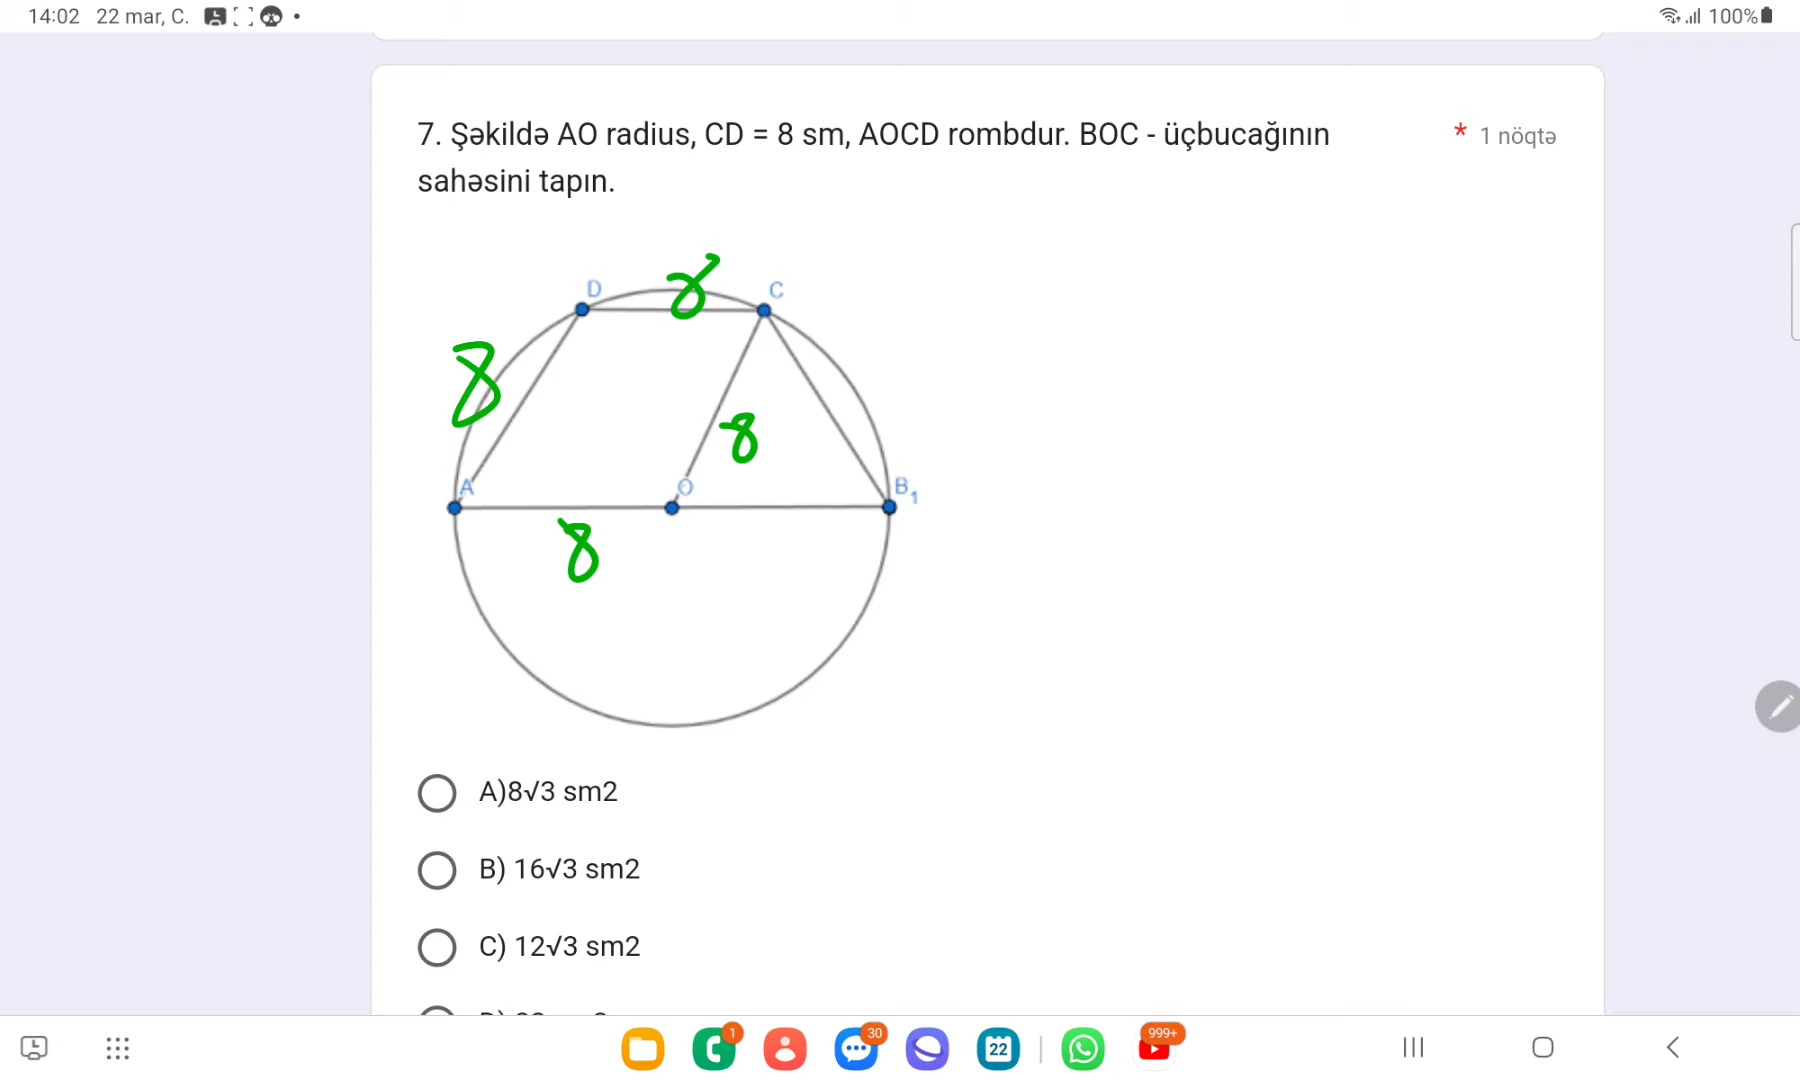 14:02 22 mar, C.
100%
7. Şəkildə AO radius, CD = 8 sm, AOCD rombdur. BOC - üçbucağının
* 1 nöqtə
sahəsini tapın.
D
8
C
8
8
A
O
B₁
8
A)8√3 sm2
B) 16√3 sm2
C) 12√3 sm2
1
30
22
999+